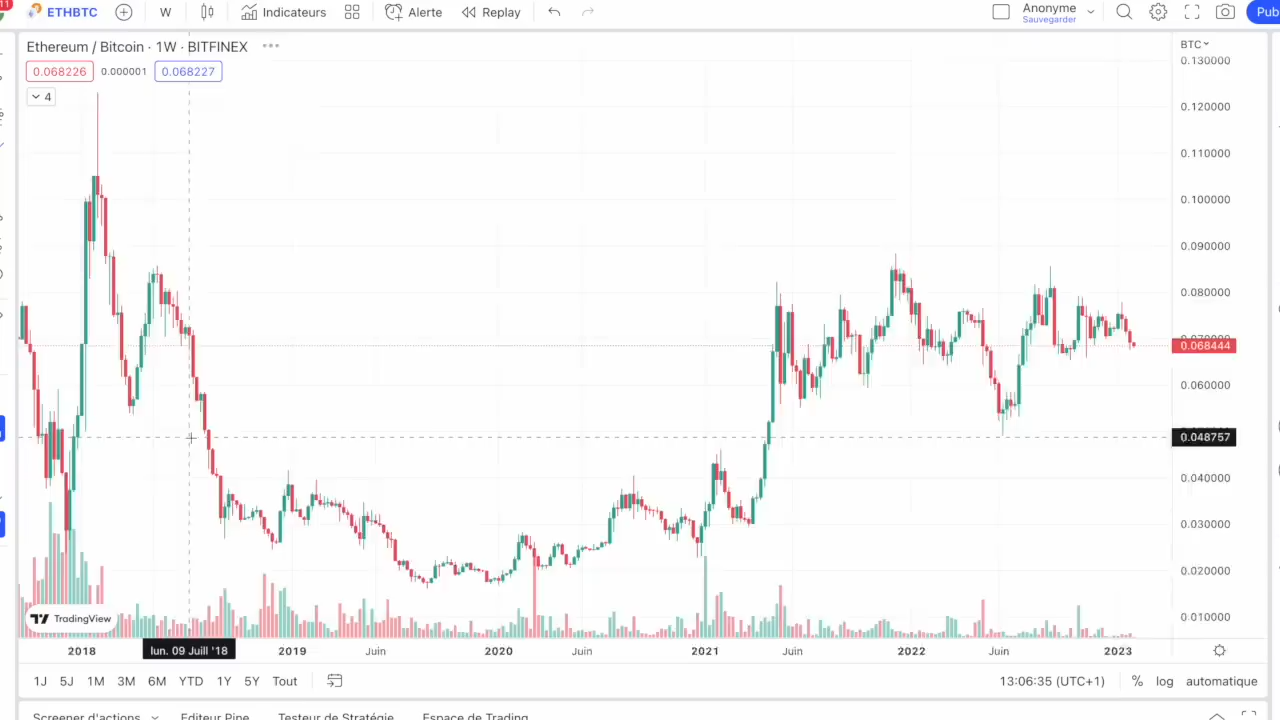 11
ETHBTC
W
Indicateurs
Alerte
Replay
Anonyme
Sauvegarder
Pub
Ethereum / Bitcoin · 1W · BITFINEX
BTC
0.068226
0.000001
0.068227
4
0.130000
0.120000
0.110000
0.100000
0.090000
0.080000
0.068444
0.060000
0.048757
0.040000
0.030000
0.020000
0.010000
TradingView
2018
lun. 09 Juill '18
2019
Juin
2020
Juin
2021
Juin
2022
Juin
2023
1J
5J
1M
3M
6M
YTD
1Y
5Y
Tout
13:06:35 (UTC+1)
%
log
automatique
Screener d'actions
Editeur Pine
Testeur de Stratégie
Espace de Trading